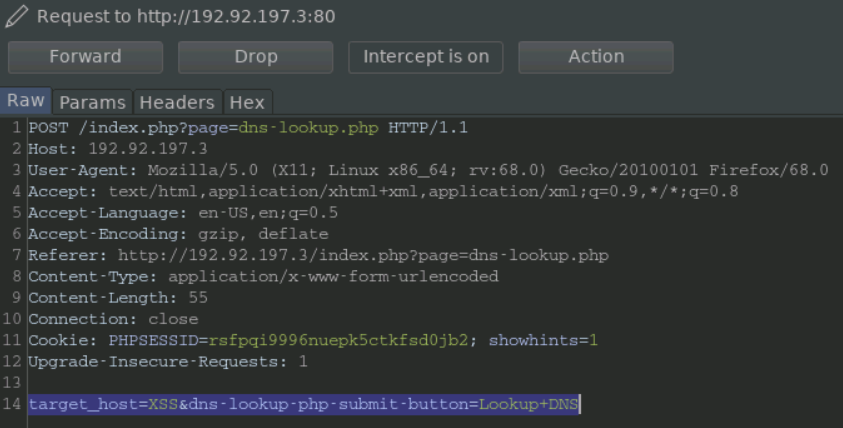 Request to http://192.92.197.3:80
Forward Drop Intercept is on Action
Raw Params Headers Hex
1 POST /index.php?page=dns-lookup.php HTTP/1.1
2 Host: 192.92.197.3
3 User-Agent: Mozilla/5.0 (X11; Linux x86_64; rv:68.0) Gecko/20100101 Firefox/68.0
4 Accept: text/html,application/xhtml+xml,application/xml;q=0.9,*/*;q=0.8
5 Accept-Language: en-US,en;q=0.5
6 Accept-Encoding: gzip, deflate
7 Referer: http://192.92.197.3/index.php?page=dns-lookup.php
8 Content-Type: application/x-www-form-urlencoded
9 Content-Length: 55
10 Connection: close
11 Cookie: PHPSESSID=rsfpqi9996nuepk5ctkfsd0jb2; showhints=1
12 Upgrade-Insecure-Requests: 1
13
14 target_host=XSS&dns-lookup-php-submit-button=Lookup+DNS